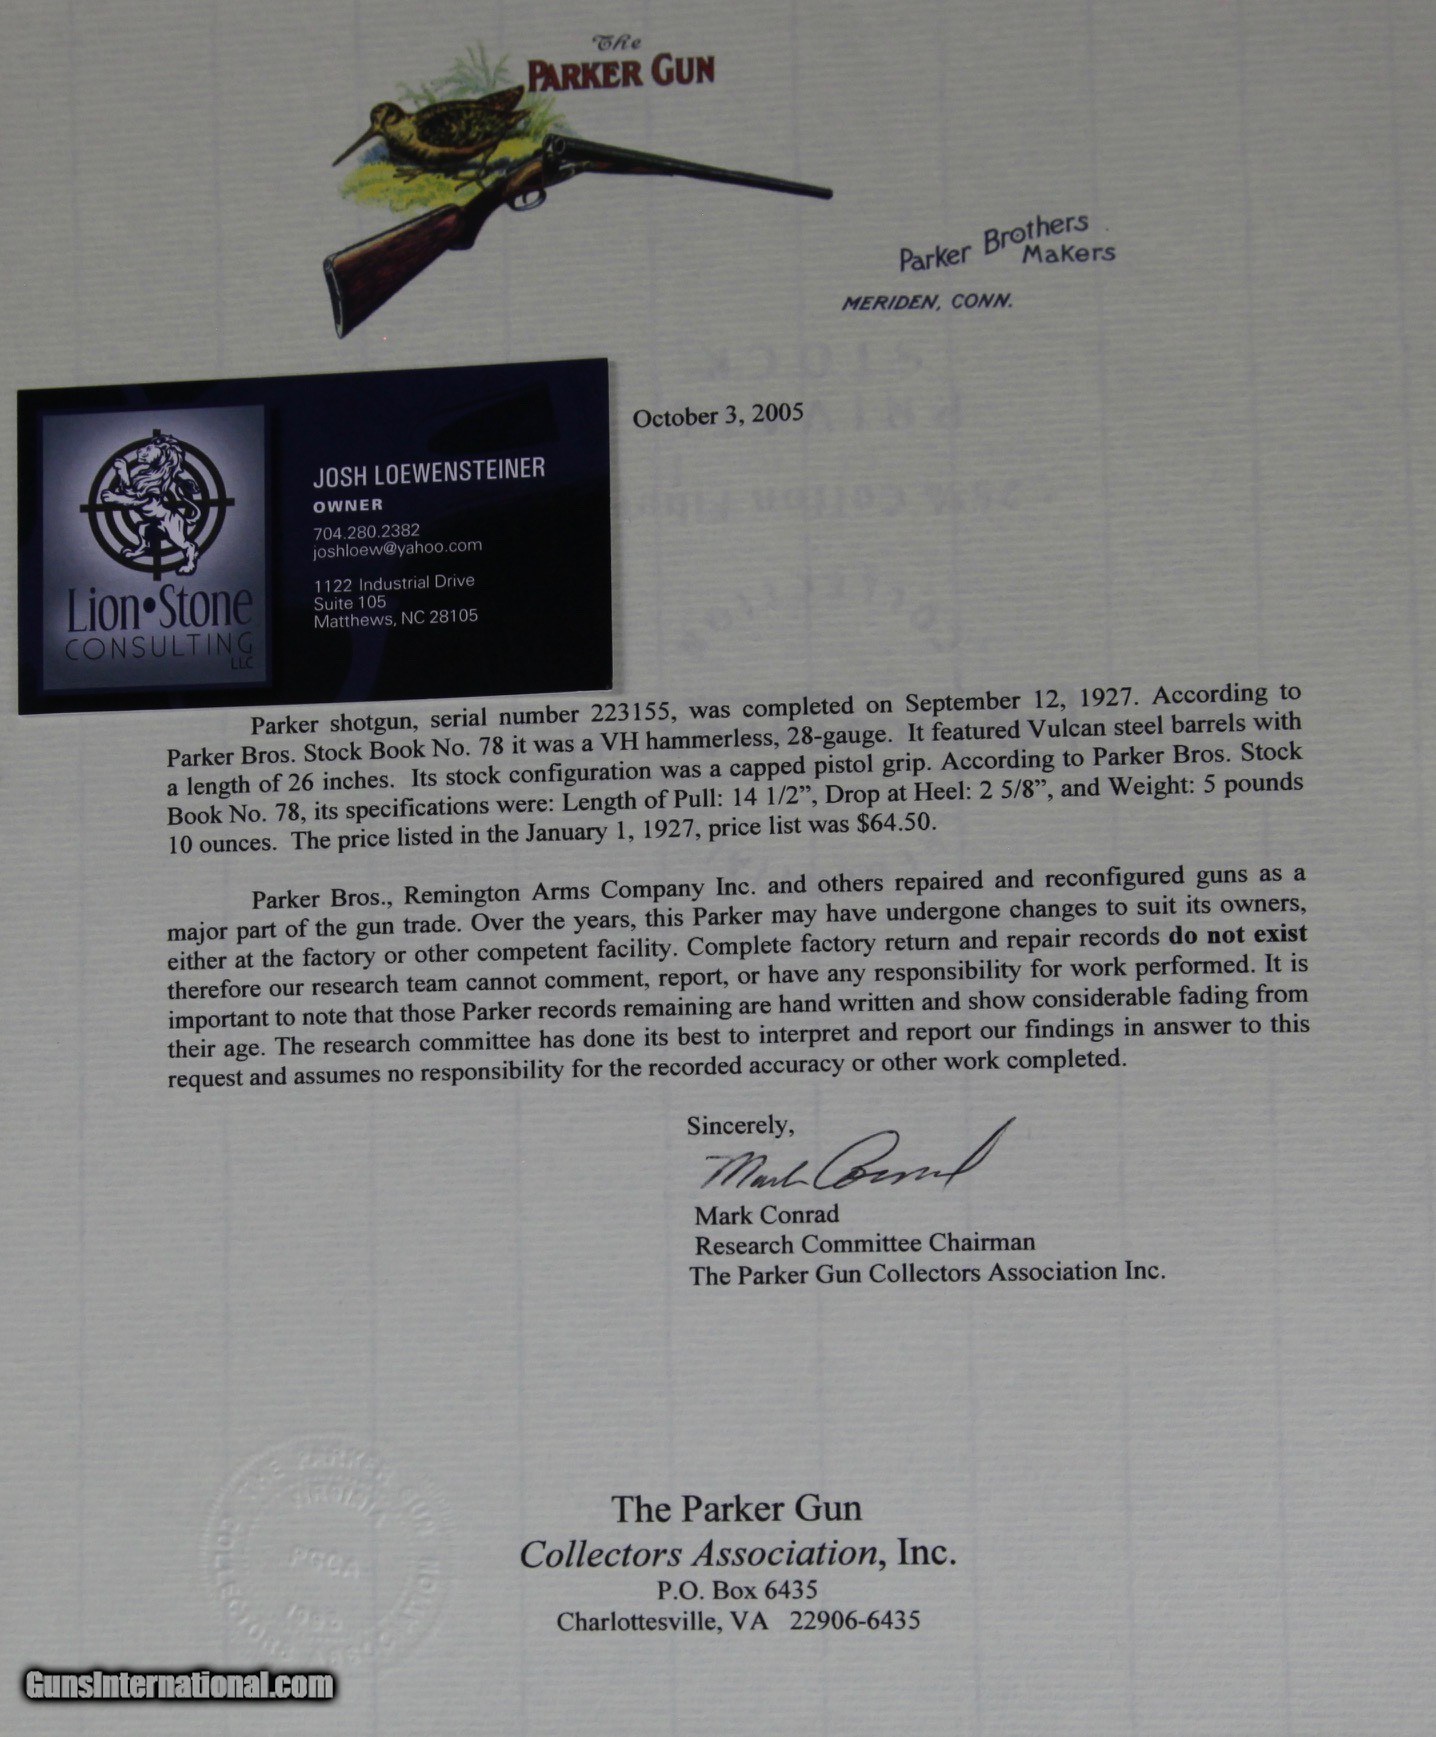 The
PARKER GUN
Parker Brothers
Makers
MERIDEN, CONN.
October 3, 2005
JOSH LOEWENSTEINER
OWNER
704.280.2382
joshloew@yahoo.com
1122 Industrial Drive
Suite 105
Matthews, NC 28105
Lion•Stone
CONSULTING
LLC
Parker shotgun, serial number 223155, was completed on September 12, 1927. According to
Parker Bros. Stock Book No. 78 it was a VH hammerless, 28-gauge. It featured Vulcan steel barrels with
a length of 26 inches. Its stock configuration was a capped pistol grip. According to Parker Bros. Stock
Book No. 78, its specifications were: Length of Pull: 14 1/2”, Drop at Heel: 2 5/8”, and Weight: 5 pounds
10 ounces. The price listed in the January 1, 1927, price list was $64.50.
Parker Bros., Remington Arms Company Inc. and others repaired and reconfigured guns as a
major part of the gun trade. Over the years, this Parker may have undergone changes to suit its owners,
either at the factory or other competent facility. Complete factory return and repair records do not exist
therefore our research team cannot comment, report, or have any responsibility for work performed. It is
important to note that those Parker records remaining are hand written and show considerable fading from
their age. The research committee has done its best to interpret and report our findings in answer to this
request and assumes no responsibility for the recorded accuracy or other work completed.
Sincerely,
Mark Conrad
Mark Conrad
Research Committee Chairman
The Parker Gun Collectors Association Inc.
PGCA
The Parker Gun
Collectors Association, Inc.
P.O. Box 6435
Charlottesville, VA 22906-6435
GunsInternational.com